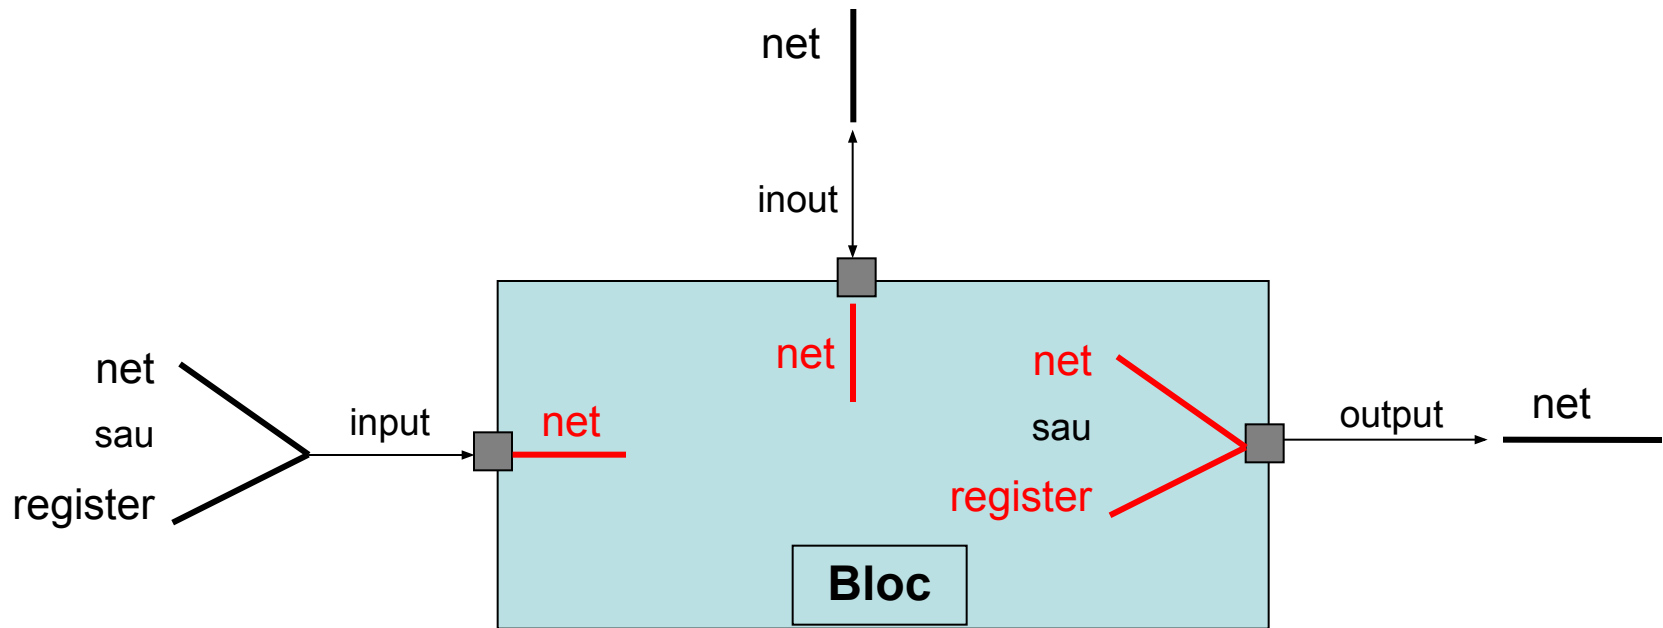 net
inout
net
net
sau
register
input
net
net
sau
register
output
net
Bloc